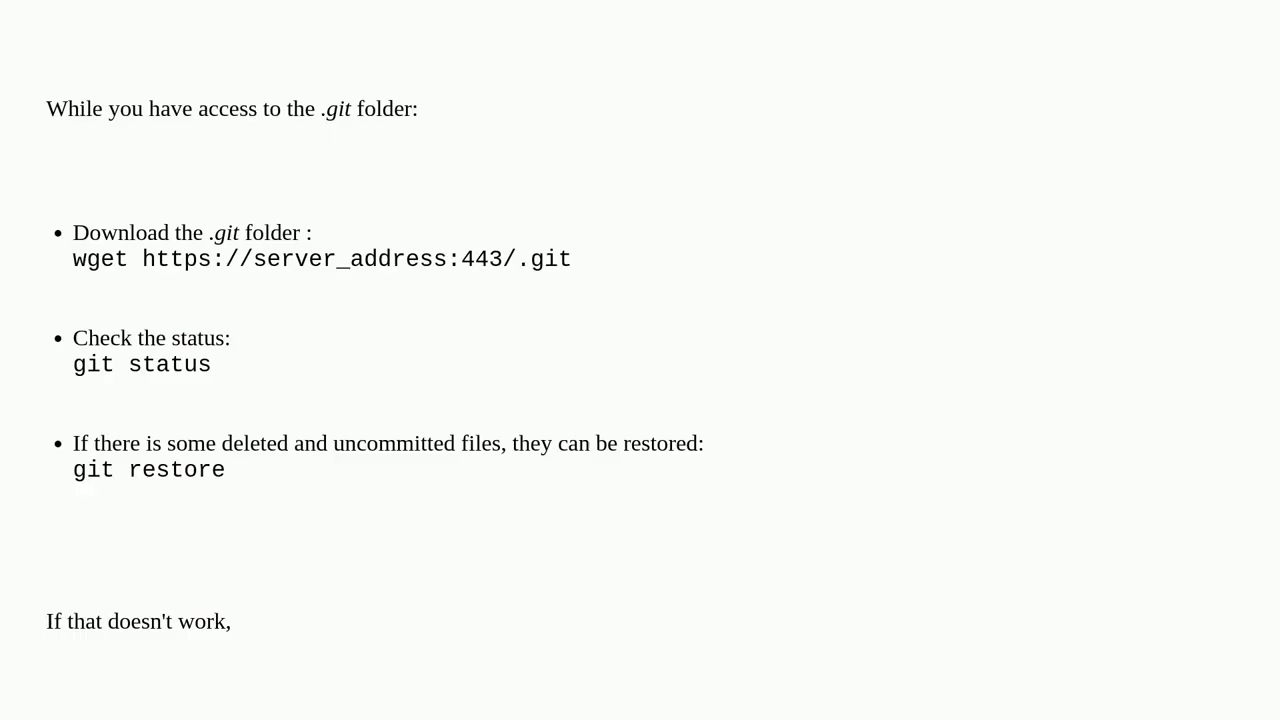 While you have access to the .git folder:
• Download the .git folder :
wget https://server_address:443/.git
• Check the status:
git status
• If there is some deleted and uncommitted files, they can be restored:
git restore
If that doesn't work,